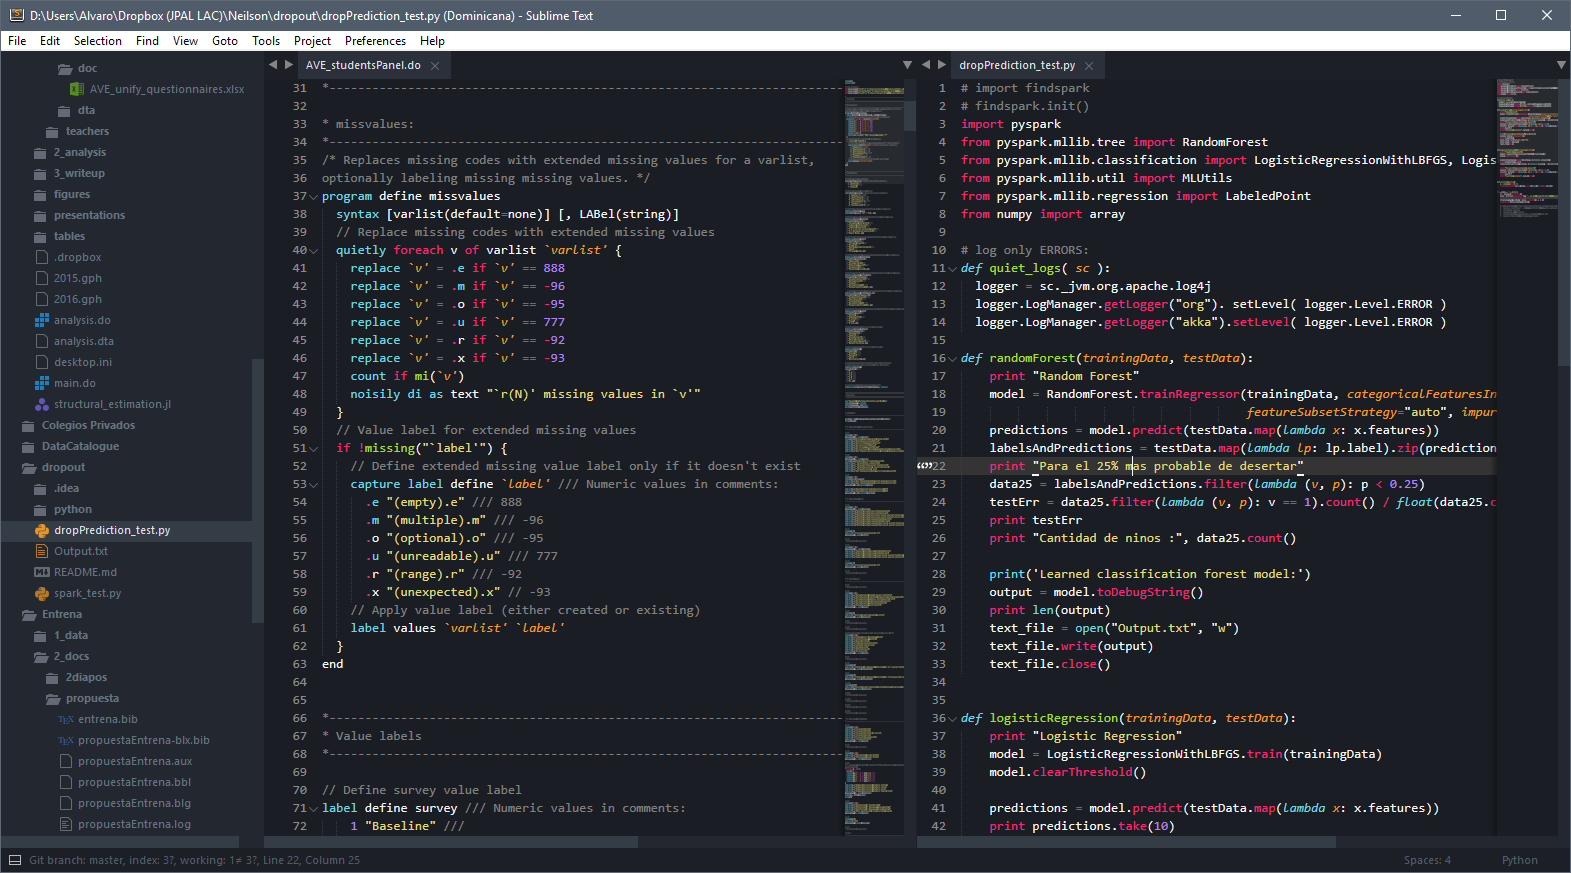 D:\Users\Alvaro\Dropbox (JPAL LAC)\Neilson\dropout\dropPrediction_test.py (Dominicana) - Sublime Text
File Edit Selection Find View Goto Tools Project Preferences Help
doc
AVE_unify_questionnaires.xlsx
dta
teachers
2_analysis
3_writeup
figures
presentations
tables
.dropbox
2015.gph
2016.gph
analysis.do
analysis.dta
desktop.ini
main.do
structural_estimation.jl
Colegios Privados
DataCatalogue
dropout
.idea
python
dropPrediction_test.py
Output.txt
README.md
spark_test.py
Entrena
1_data
2_docs
2diapos
propuesta
entrena.bib
propuestaEntrena-blx.bib
propuestaEntrena.aux
propuestaEntrena.bbl
propuestaEntrena.blg
propuestaEntrena.log
AVE_studentsPanel.do
31 *------------------------------------------------------------------------
32
33 * missvalues:
34 *------------------------------------------------------------------------
35 /* Replaces missing codes with extended missing values for a varlist,
36 optionally labeling missing missing values. */
37 program define missvalues
38 syntax [varlist(default=none)] [, LABel(string)]
39 // Replace missing codes with extended missing values
40 quietly foreach v of varlist `varlist' {
41 replace `v' = .e if `v' == 888
42 replace `v' = .m if `v' == -96
43 replace `v' = .o if `v' == -95
44 replace `v' = .u if `v' == 777
45 replace `v' = .r if `v' == -92
46 replace `v' = .x if `v' == -93
47 count if mi(`v')
48 noisily di as text "`r(N)' missing values in `v'"
49 }
50 // Value label for extended missing values
51 if !missing("`label'") {
52 // Define extended missing value label only if it doesn't exist
53 capture label define `label' /// Numeric values in comments:
54 .e "(empty).e" /// 888
55 .m "(multiple).m" /// -96
56 .o "(optional).o" /// -95
57 .u "(unreadable).u" /// 777
58 .r "(range).r" /// -92
59 .x "(unexpected).x" // -93
60 // Apply value label (either created or existing)
61 label values `varlist' `label'
62 }
63 end
64
65
66 *------------------------------------------------------------------------
67 * Value labels
68 *------------------------------------------------------------------------
69
70 // Define survey value label
71 label define survey /// Numeric values in comments:
72 1 "Baseline" ///
dropPrediction_test.py
1 # import findspark
2 # findspark.init()
3 import pyspark
4 from pyspark.mllib.tree import RandomForest
5 from pyspark.mllib.classification import LogisticRegressionWithLBFGS, Logis
6 from pyspark.mllib.util import MLUtils
7 from pyspark.mllib.regression import LabeledPoint
8 from numpy import array
9
10 # log only ERRORS:
11 def quiet_logs( sc ):
12 logger = sc._jvm.org.apache.log4j
13 logger.LogManager.getLogger("org"). setLevel( logger.Level.ERROR )
14 logger.LogManager.getLogger("akka").setLevel( logger.Level.ERROR )
15
16 def randomForest(trainingData, testData):
17 print "Random Forest"
18 model = RandomForest.trainRegressor(trainingData, categoricalFeaturesIn
19 featureSubsetStrategy="auto", impur
20 predictions = model.predict(testData.map(lambda x: x.features))
21 labelsAndPredictions = testData.map(lambda lp: lp.label).zip(prediction
22 print "Para el 25% mas probable de desertar"
23 data25 = labelsAndPredictions.filter(lambda (v, p): p < 0.25)
24 testErr = data25.filter(lambda (v, p): v == 1).count() / float(data25.c
25 print testErr
26 print "Cantidad de ninos :", data25.count()
27
28 print('Learned classification forest model:')
29 output = model.toDebugString()
30 print len(output)
31 text_file = open("Output.txt", "w")
32 text_file.write(output)
33 text_file.close()
34
35
36 def logisticRegression(trainingData, testData):
37 print "Logistic Regression"
38 model = LogisticRegressionWithLBFGS.train(trainingData)
39 model.clearThreshold()
40
41 predictions = model.predict(testData.map(lambda x: x.features))
42 print predictions.take(10)
Git branch: master, index: 3?, working: 1≠ 3?, Line 22, Column 25
Spaces: 4
Python